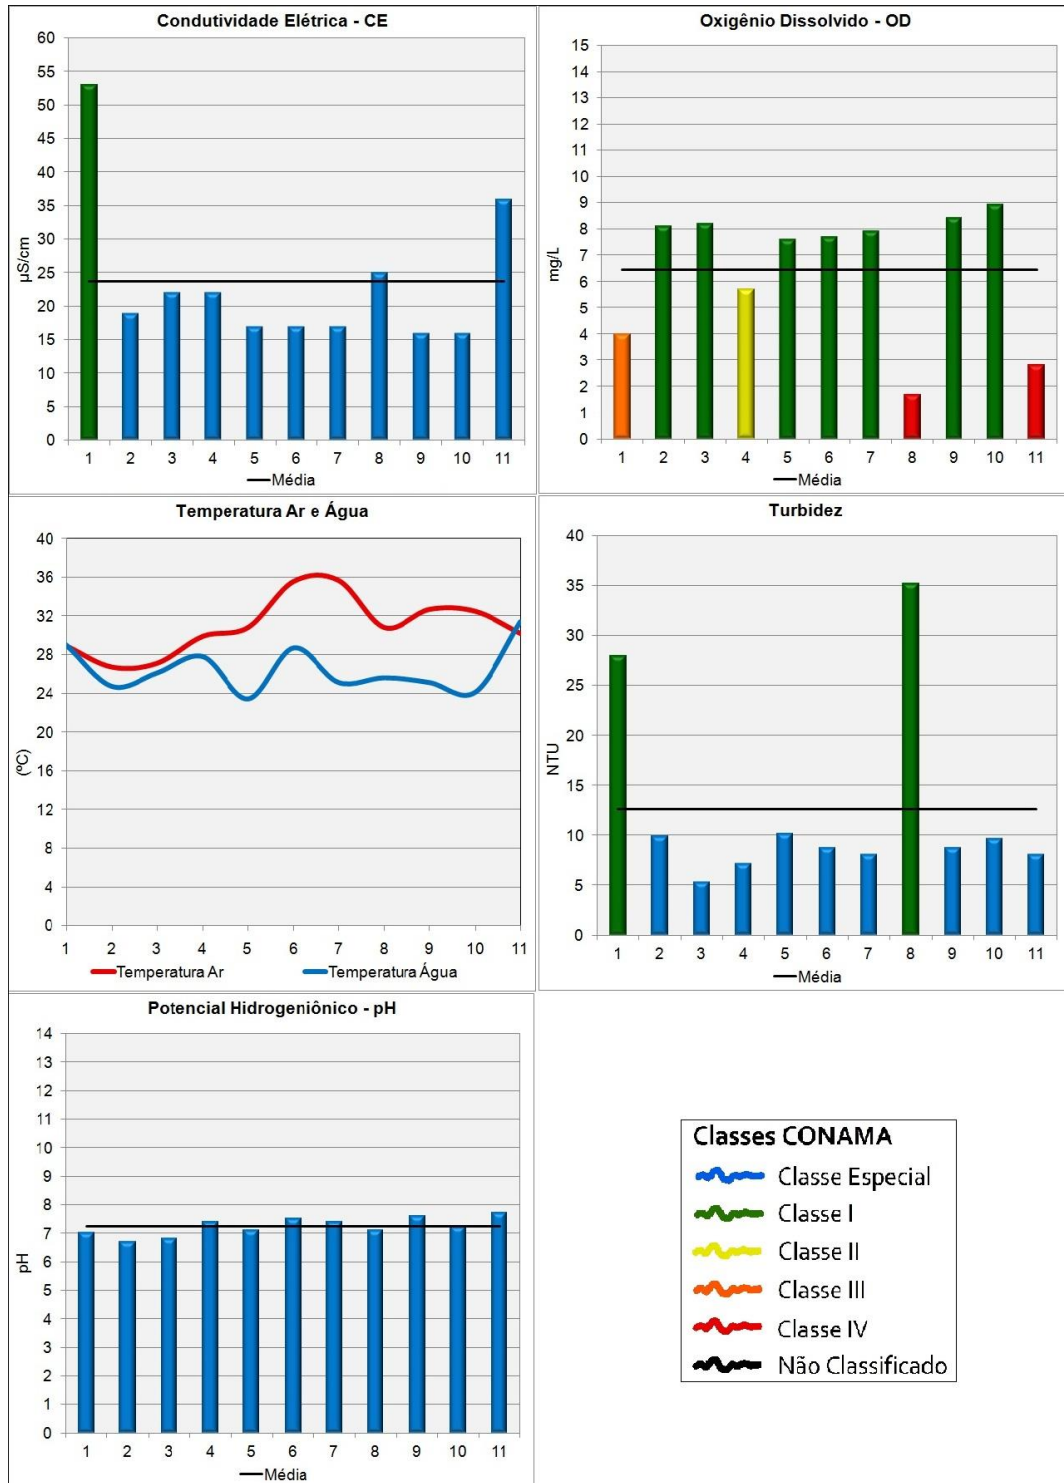 Condutividade Elétrica - CE
60
55
50
45
40
35
30
25
20
15
10
5
0
µS/cm
1 2 3 4 5 6 7 8 9 10 11
Média
Oxigênio Dissolvido - OD
15
14
13
12
11
10
9
8
7
6
5
4
3
2
1
0
mg/L
1 2 3 4 5 6 7 8 9 10 11
Média
Temperatura Ar e Água
40
36
32
28
24
20
16
12
8
4
0
(ºC)
1 2 3 4 5 6 7 8 9 10 11
Temperatura Ar Temperatura Água
Turbidez
40
35
30
25
20
15
10
5
0
NTU
1 2 3 4 5 6 7 8 9 10 11
Média
Potencial Hidrogeniônico - pH
14
13
12
11
10
9
8
7
6
5
4
3
2
1
0
pH
1 2 3 4 5 6 7 8 9 10 11
Média
Classes CONAMA
Classe Especial
Classe I
Classe II
Classe III
Classe IV
Não Classificado